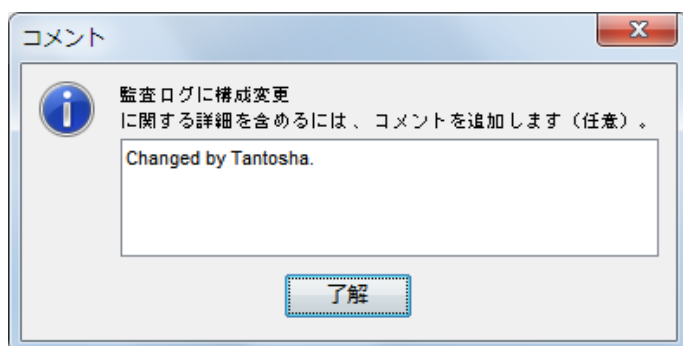 コメント
監査ログに構成変更
に関する詳細を含めるには、コメントを追加します（任意）。
Changed by Tantosha.
了解